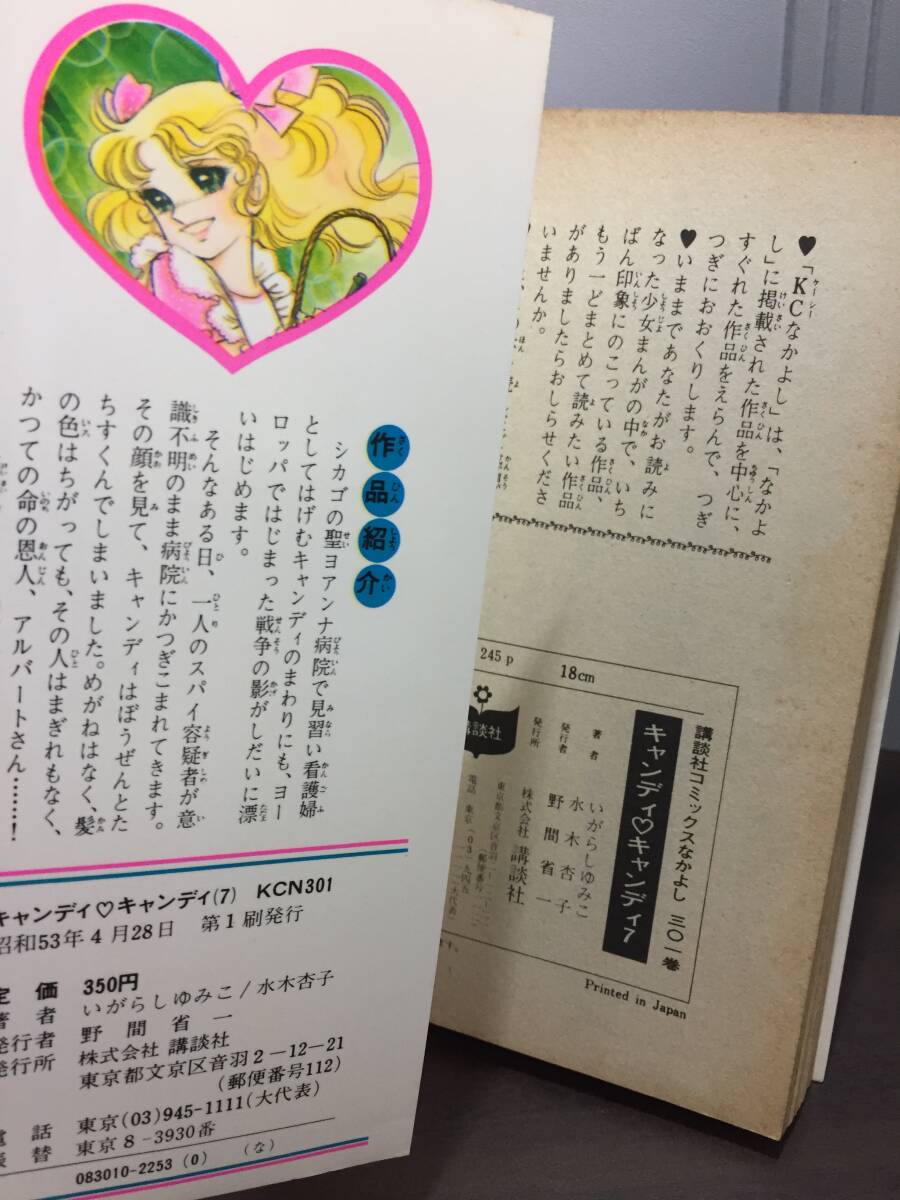 作品紹介
シカゴの聖ヨアンナ病院で見習い看護婦
としてはげむキャンディのまわりにも、ヨー
ロッパではじまった戦争の影がしだいに漂
いはじめます。
そんなある日、一人のスパイ容疑者が意
識不明のまま病院にかつぎこまれてきます。
その顔を見て、キャンディはぼうぜんとた
ちすくんでしまいました。めがねはなく、髪
の色はちがっても、その人はまぎれもなく、
かつての命の恩人、アルバートさん………!
キャンディ♡キャンディ(7) KCN301
昭和53年4月28日 第1刷発行
定価 350円
著者 いがらしゆみこ/水木杏子
発行者 野間省一
発行所 株式会社 講談社
東京都文京区音羽2-12-21
(郵便番号112)
電話 東京(03)945-1111(大代表)
振替 東京8-3930番
083010-2253 (0) (な)
♥「KCなかよし」は、「なかよ
し」に掲載された作品を中心に、
すぐれた作品をえらんで、つぎ
つぎにおおくりします。
♥いままであなたがお読みに
なった少女まんがの中で、いち
ばん印象にのこっている作品、
もう一どまとめて読みたい作品
がありましたらおしらせくださ
いませんか。
講談社コミックスなかよし 三〇一巻
キャンディ♡キャンディ7
著者 いがらしゆみこ
水木杏子
発行者 野間省一
発行所 株式会社 講談社
245p 18cm
講談社
Printed in Japan